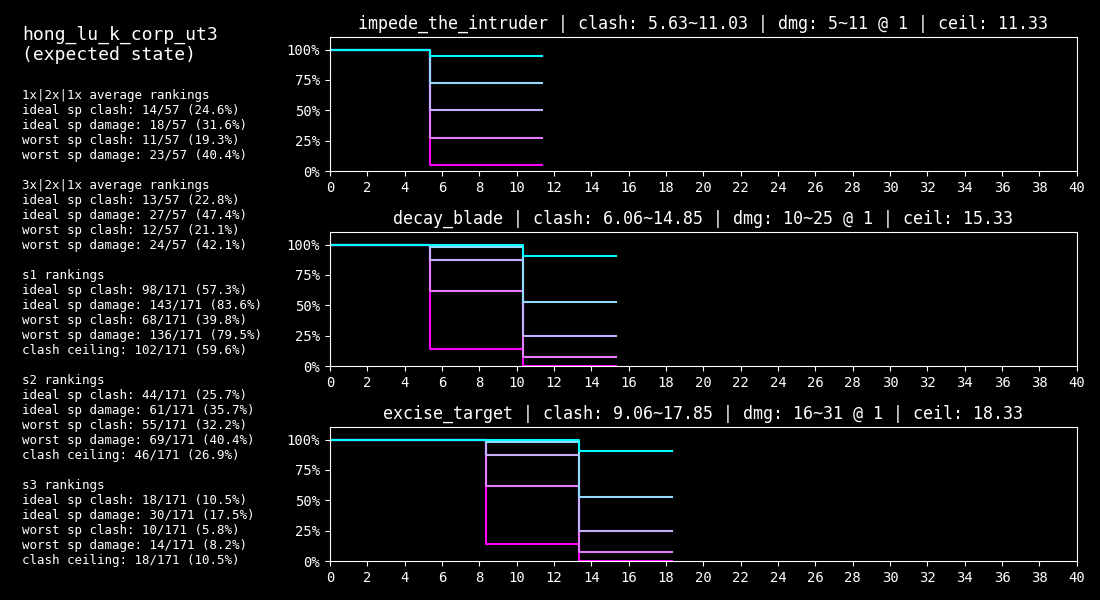 hong_lu_k_corp_ut3
(expected state)
1x|2x|1x average rankings
ideal sp clash: 14/57 (24.6%)
ideal sp damage: 18/57 (31.6%)
worst sp clash: 11/57 (19.3%)
worst sp damage: 23/57 (40.4%)
3x|2x|1x average rankings
ideal sp clash: 13/57 (22.8%)
ideal sp damage: 27/57 (47.4%)
worst sp clash: 12/57 (21.1%)
worst sp damage: 24/57 (42.1%)
s1 rankings
ideal sp clash: 98/171 (57.3%)
ideal sp damage: 143/171 (83.6%)
worst sp clash: 68/171 (39.8%)
worst sp damage: 136/171 (79.5%)
clash ceiling: 102/171 (59.6%)
s2 rankings
ideal sp clash: 44/171 (25.7%)
ideal sp damage: 61/171 (35.7%)
worst sp clash: 55/171 (32.2%)
worst sp damage: 69/171 (40.4%)
clash ceiling: 46/171 (26.9%)
s3 rankings
ideal sp clash: 18/171 (10.5%)
ideal sp damage: 30/171 (17.5%)
worst sp clash: 10/171 (5.8%)
worst sp damage: 14/171 (8.2%)
clash ceiling: 18/171 (10.5%)
impede_the_intruder | clash: 5.63~11.03 | dmg: 5~11 @ 1 | ceil: 11.33
100%
75%
50%
25%
0%
0 2 4 6 8 10 12 14 16 18 20 22 24 26 28 30 32 34 36 38 40
decay_blade | clash: 6.06~14.85 | dmg: 10~25 @ 1 | ceil: 15.33
100%
75%
50%
25%
0%
0 2 4 6 8 10 12 14 16 18 20 22 24 26 28 30 32 34 36 38 40
excise_target | clash: 9.06~17.85 | dmg: 16~31 @ 1 | ceil: 18.33
100%
75%
50%
25%
0%
0 2 4 6 8 10 12 14 16 18 20 22 24 26 28 30 32 34 36 38 40